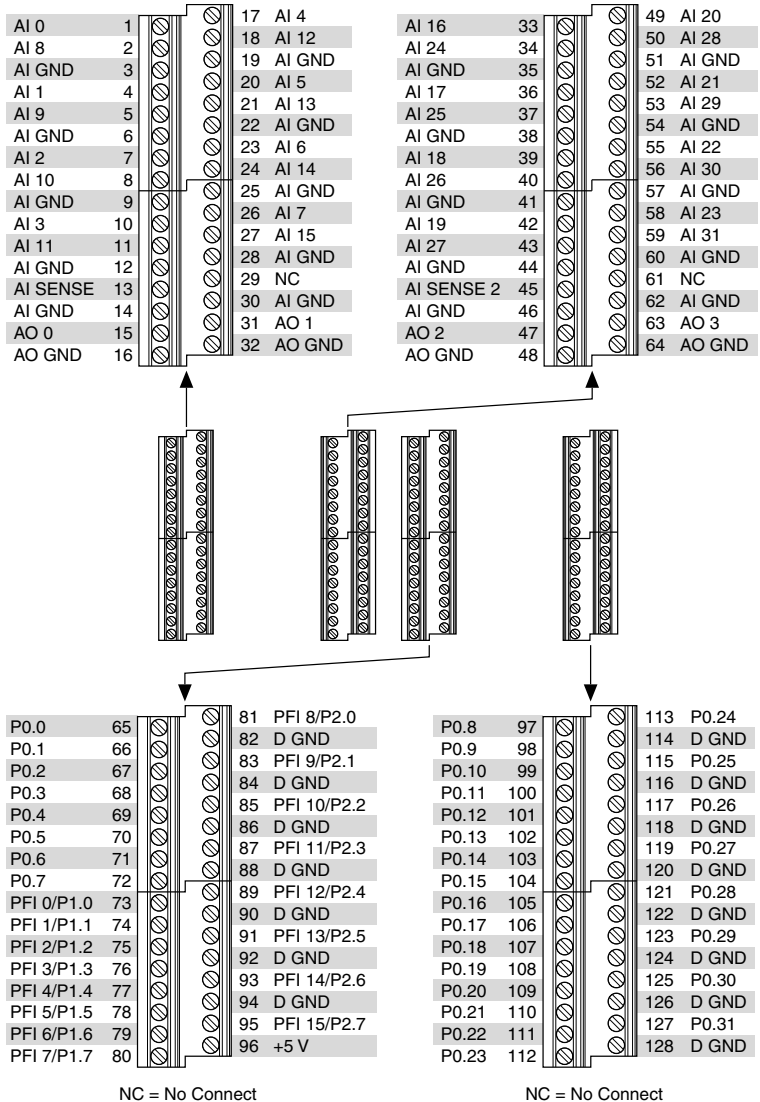 AI 0 1
AI 8 2
AI GND 3
AI 1 4
AI 9 5
AI GND 6
AI 2 7
AI 10 8
AI GND 9
AI 3 10
AI 11 11
AI GND 12
AI SENSE 13
AI GND 14
AO 0 15
AO GND 16
17 AI 4
18 AI 12
19 AI GND
20 AI 5
21 AI 13
22 AI GND
23 AI 6
24 AI 14
25 AI GND
26 AI 7
27 AI 15
28 AI GND
29 NC
30 AI GND
31 AO 1
32 AO GND
AI 16 33
AI 24 34
AI GND 35
AI 17 36
AI 25 37
AI GND 38
AI 18 39
AI 26 40
AI GND 41
AI 19 42
AI 27 43
AI GND 44
AI SENSE 2 45
AI GND 46
AO 2 47
AO GND 48
49 AI 20
50 AI 28
51 AI GND
52 AI 21
53 AI 29
54 AI GND
55 AI 22
56 AI 30
57 AI GND
58 AI 23
59 AI 31
60 AI GND
61 NC
62 AI GND
63 AO 3
64 AO GND
P0.0 65
P0.1 66
P0.2 67
P0.3 68
P0.4 69
P0.5 70
P0.6 71
P0.7 72
PFI 0/P1.0 73
PFI 1/P1.1 74
PFI 2/P1.2 75
PFI 3/P1.3 76
PFI 4/P1.4 77
PFI 5/P1.5 78
PFI 6/P1.6 79
PFI 7/P1.7 80
81 PFI 8/P2.0
82 D GND
83 PFI 9/P2.1
84 D GND
85 PFI 10/P2.2
86 D GND
87 PFI 11/P2.3
88 D GND
89 PFI 12/P2.4
90 D GND
91 PFI 13/P2.5
92 D GND
93 PFI 14/P2.6
94 D GND
95 PFI 15/P2.7
96 +5 V
NC = No Connect
P0.8 97
P0.9 98
P0.10 99
P0.11 100
P0.12 101
P0.13 102
P0.14 103
P0.15 104
P0.16 105
P0.17 106
P0.18 107
P0.19 108
P0.20 109
P0.21 110
P0.22 111
P0.23 112
113 P0.24
114 D GND
115 P0.25
116 D GND
117 P0.26
118 D GND
119 P0.27
120 D GND
121 P0.28
122 D GND
123 P0.29
124 D GND
125 P0.30
126 D GND
127 P0.31
128 D GND
NC = No Connect